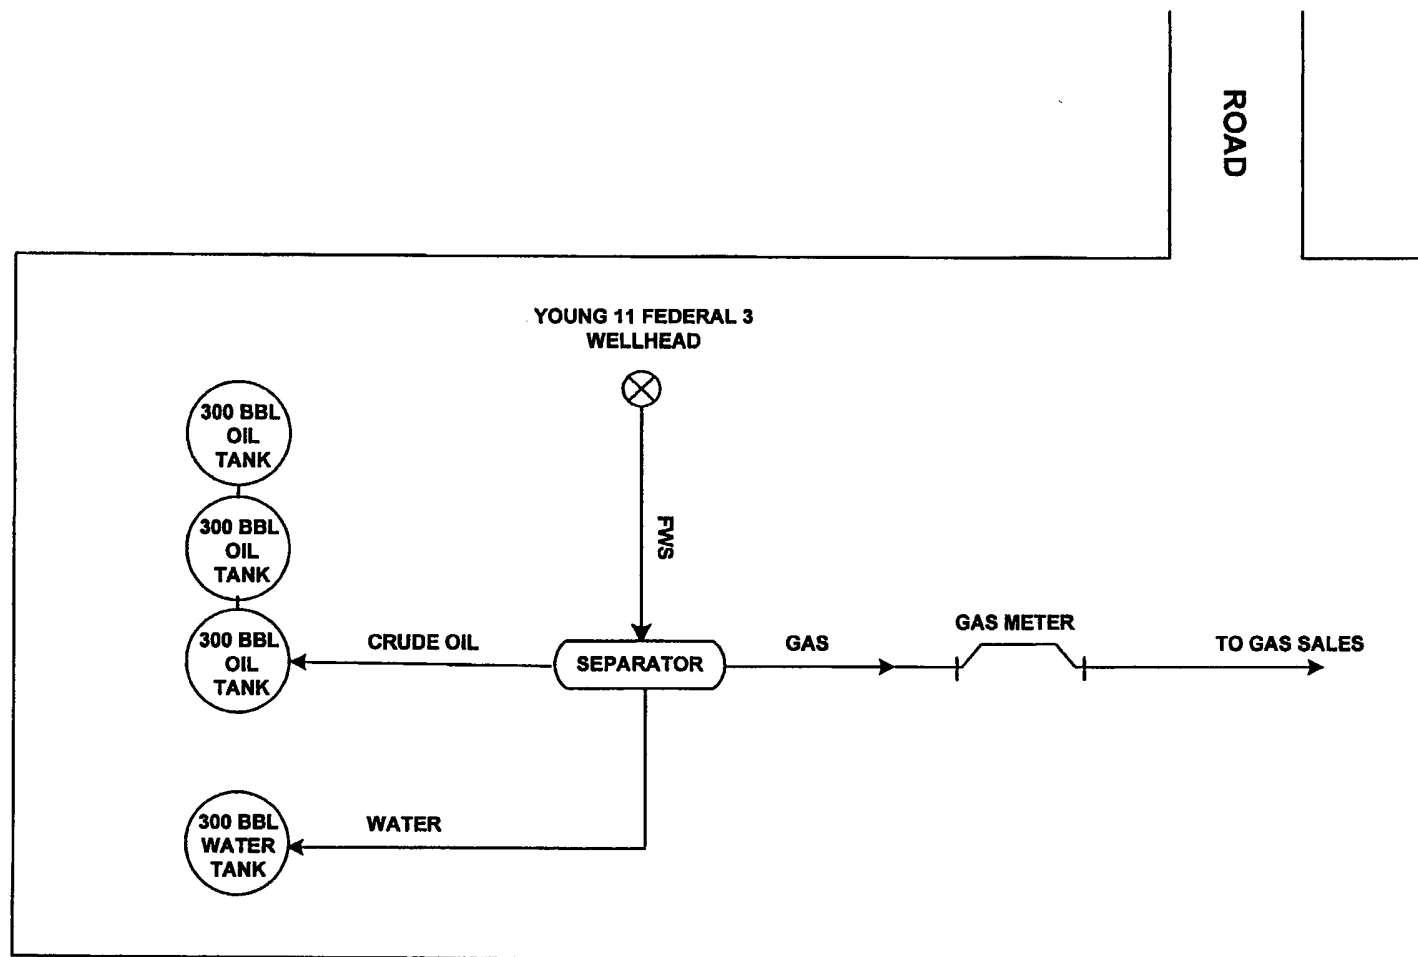 ROAD
YOUNG 11 FEDERAL 3
WELLHEAD
300 BBL
OIL
TANK
300 BBL
OIL
TANK
FWS
300 BBL
OIL
TANK
CRUDE OIL
SEPARATOR
GAS
GAS METER
TO GAS SALES
300 BBL
WATER
TANK
WATER